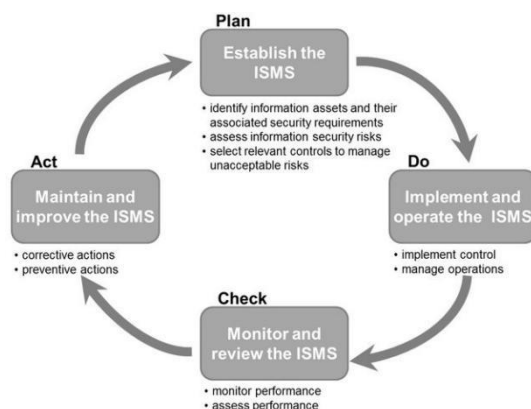 Plan
Establish the
ISMS
• identify information assets and their
associated security requirements
• assess information security risks
• select relevant controls to manage
unacceptable risks
Do
Implement and
operate the ISMS
• implement control
• manage operations
Check
Monitor and
review the ISMS
• monitor performance
• assess performance
Act
Maintain and
improve the ISMS
• corrective actions
• preventive actions